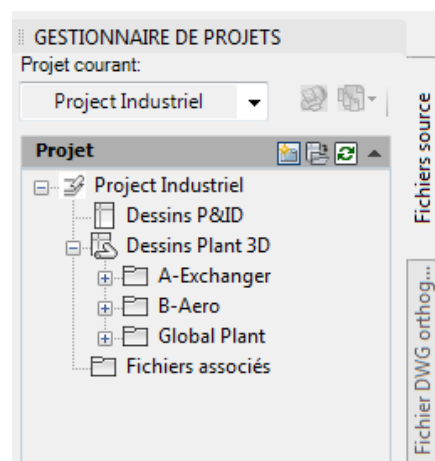 GESTIONNAIRE DE PROJETS
Projet courant:
Project Industriel
Projet
Project Industriel
Dessins P&ID
Dessins Plant 3D
A-Exchanger
B-Aero
Global Plant
Fichiers associés
Fichiers source
Fichier DWG orthog...